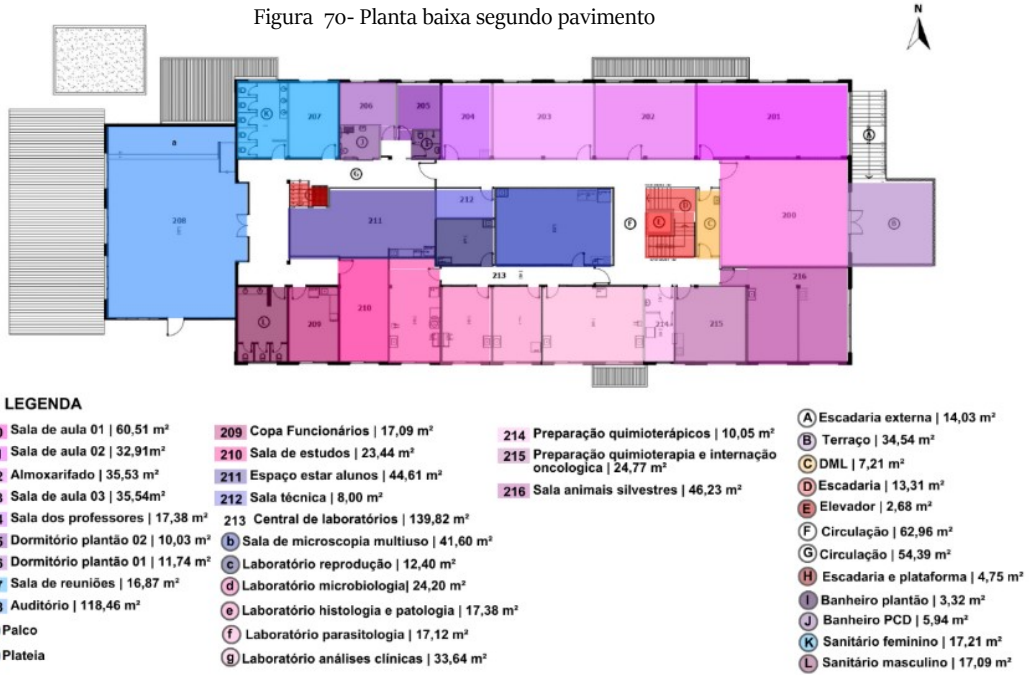 Figura 70- Planta baixa segundo pavimento
N
K
207
206
J
205
I
204
203
202
201
A
a
G
208
211
212
F
D
E
C
200
B
213
216
L
209
210
214
215
LEGENDA
Sala de aula 01 | 60,51 m²
Sala de aula 02 | 32,91m²
Almoxarifado | 35,53 m²
Sala de aula 03 | 35,54m²
Sala dos professores | 17,38 m²
Dormitório plantão 02 | 10,03 m²
Dormitório plantão 01 | 11,74 m²
Sala de reuniões | 16,87 m²
Auditório | 118,46 m²
Palco
Plateia
209 Copa Funcionários | 17,09 m²
210 Sala de estudos | 23,44 m²
211 Espaço estar alunos | 44,61 m²
212 Sala técnica | 8,00 m²
213 Central de laboratórios | 139,82 m²
b Sala de microscopia multiuso | 41,60 m²
c Laboratório reprodução | 12,40 m²
d Laboratório microbiologia| 24,20 m²
e Laboratório histologia e patologia | 17,38 m²
f Laboratório parasitologia | 17,12 m²
g Laboratório análises clínicas | 33,64 m²
214 Preparação quimioterápicos | 10,05 m²
215 Preparação quimioterapia e internação
oncologica | 24,77 m²
216 Sala animais silvestres | 46,23 m²
A Escadaria externa | 14,03 m²
B Terraço | 34,54 m²
C DML | 7,21 m²
D Escadaria | 13,31 m²
E Elevador | 2,68 m²
F Circulação | 62,96 m²
G Circulação | 54,39 m²
H Escadaria e plataforma | 4,75 m²
I Banheiro plantão | 3,32 m²
J Banheiro PCD | 5,94 m²
K Sanitário feminino | 17,21 m²
L Sanitário masculino | 17,09 m²